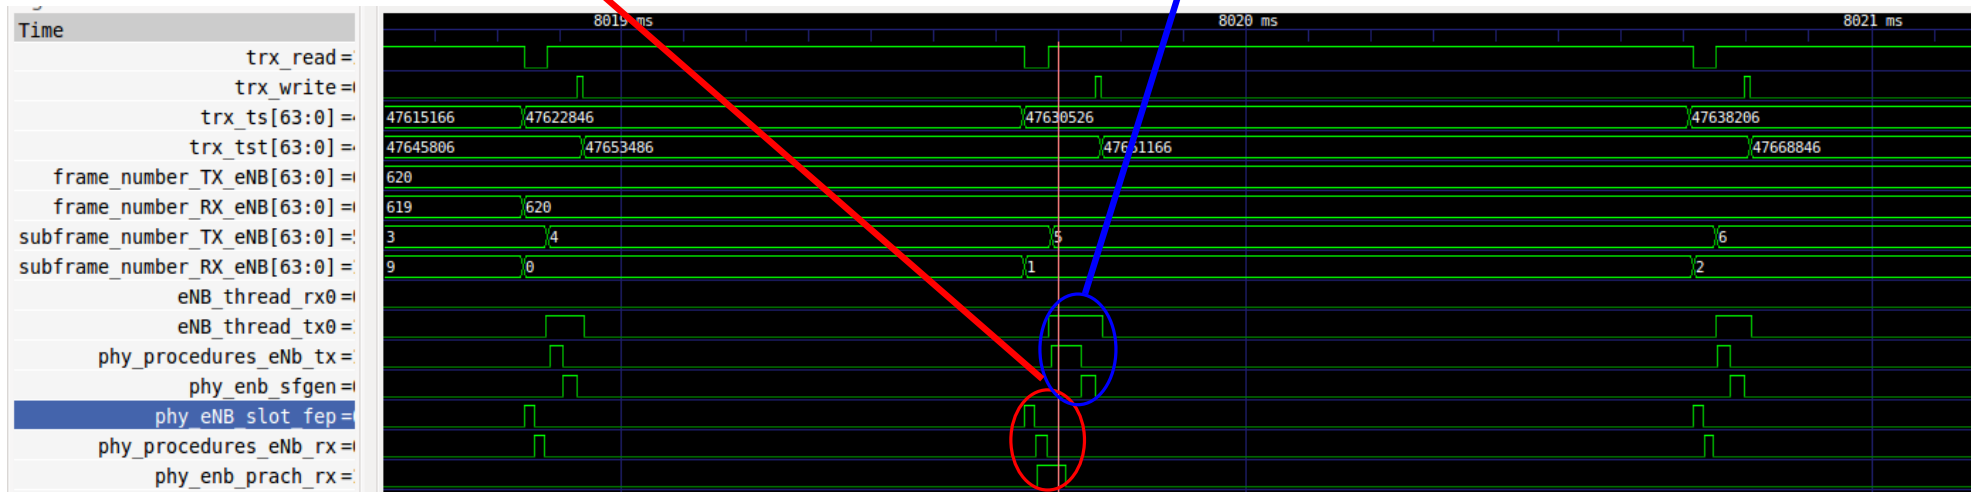 8019 ms 8020 ms 8021 ms
Time
trx_read=
trx_write=
47615166 47622846 47630526 47638206
trx_ts[63:0]=
47645806 47653486 47661166 47668846
trx_tst[63:0]=
frame_number_TX_eNB[63:0]= 620
frame_number_RX_eNB[63:0]= 619 620
subframe_number_TX_eNB[63:0]= 3 4 5 6
subframe_number_RX_eNB[63:0]= 9 0 1 2
eNB_thread_rx0=
eNB_thread_tx0=
phy_procedures_eNb_tx=
phy_enb_sfgen=
phy_eNB_slot_fep=
phy_procedures_eNb_rx=
phy_enb_prach_rx=